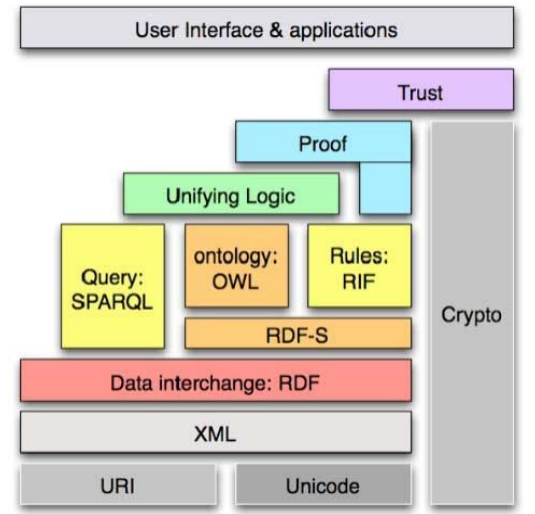 User Interface & applications
Trust
Proof
Unifying Logic
Query:
SPARQL
ontology:
OWL
Rules:
RIF
Crypto
RDF-S
Data interchange: RDF
XML
URI
Unicode